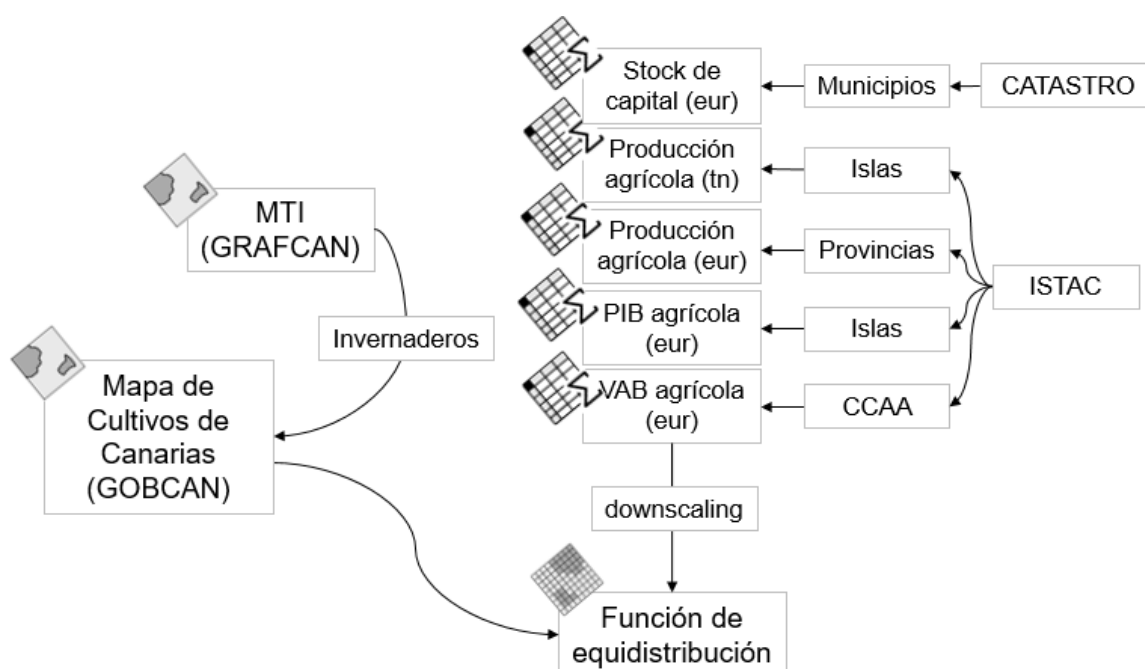 Stock de
capital (eur)
Municipios
CATASTRO
Producción
agrícola (tn)
Islas
MTI
(GRAFCAN)
Producción
agrícola (eur)
Provincias
ISTAC
PIB agrícola
(eur)
Islas
Invernaderos
Mapa de
Cultivos de
Canarias
(GOBCAN)
VAB agrícola
(eur)
CCAA
downscaling
Función de
equidistribución